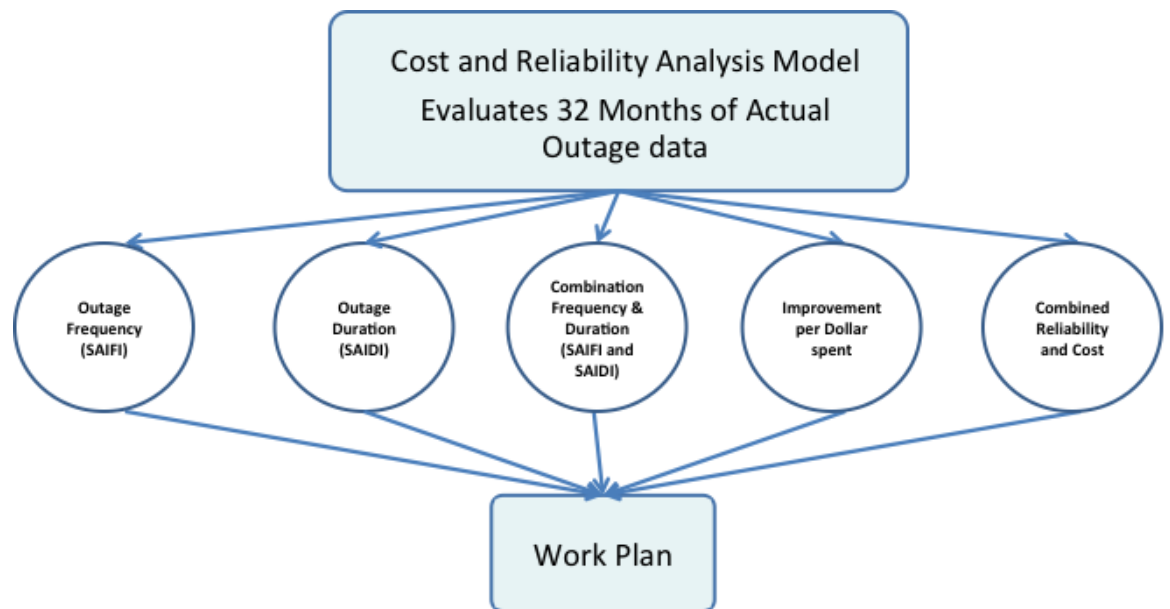 Cost and Reliability Analysis Model
Evaluates 32 Months of Actual
Outage data
Outage
Frequency
(SAIFI)
Outage
Duration
(SAIDI)
Combination
Frequency &
Duration
(SAIFI and
SAIDI)
Improvement
per Dollar
spent
Combined
Reliability
and Cost
Work Plan